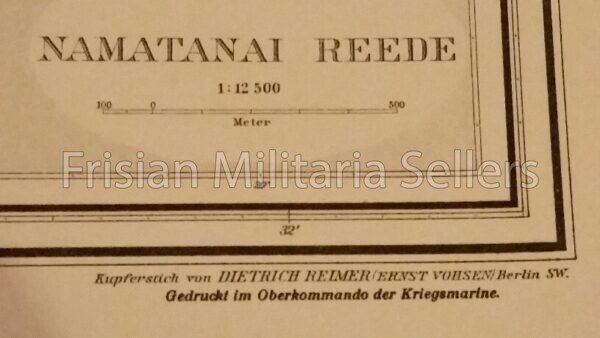 NAMATANAI REEDE
1:12 500
100 0 500
Meter
Frisian Militaria Sellers
32'
Kupferstich von DIETRICH REIMER (ERNST VOHSEN) Berlin SW.
Gedruckt im Oberkommando der Kriegsmarine.